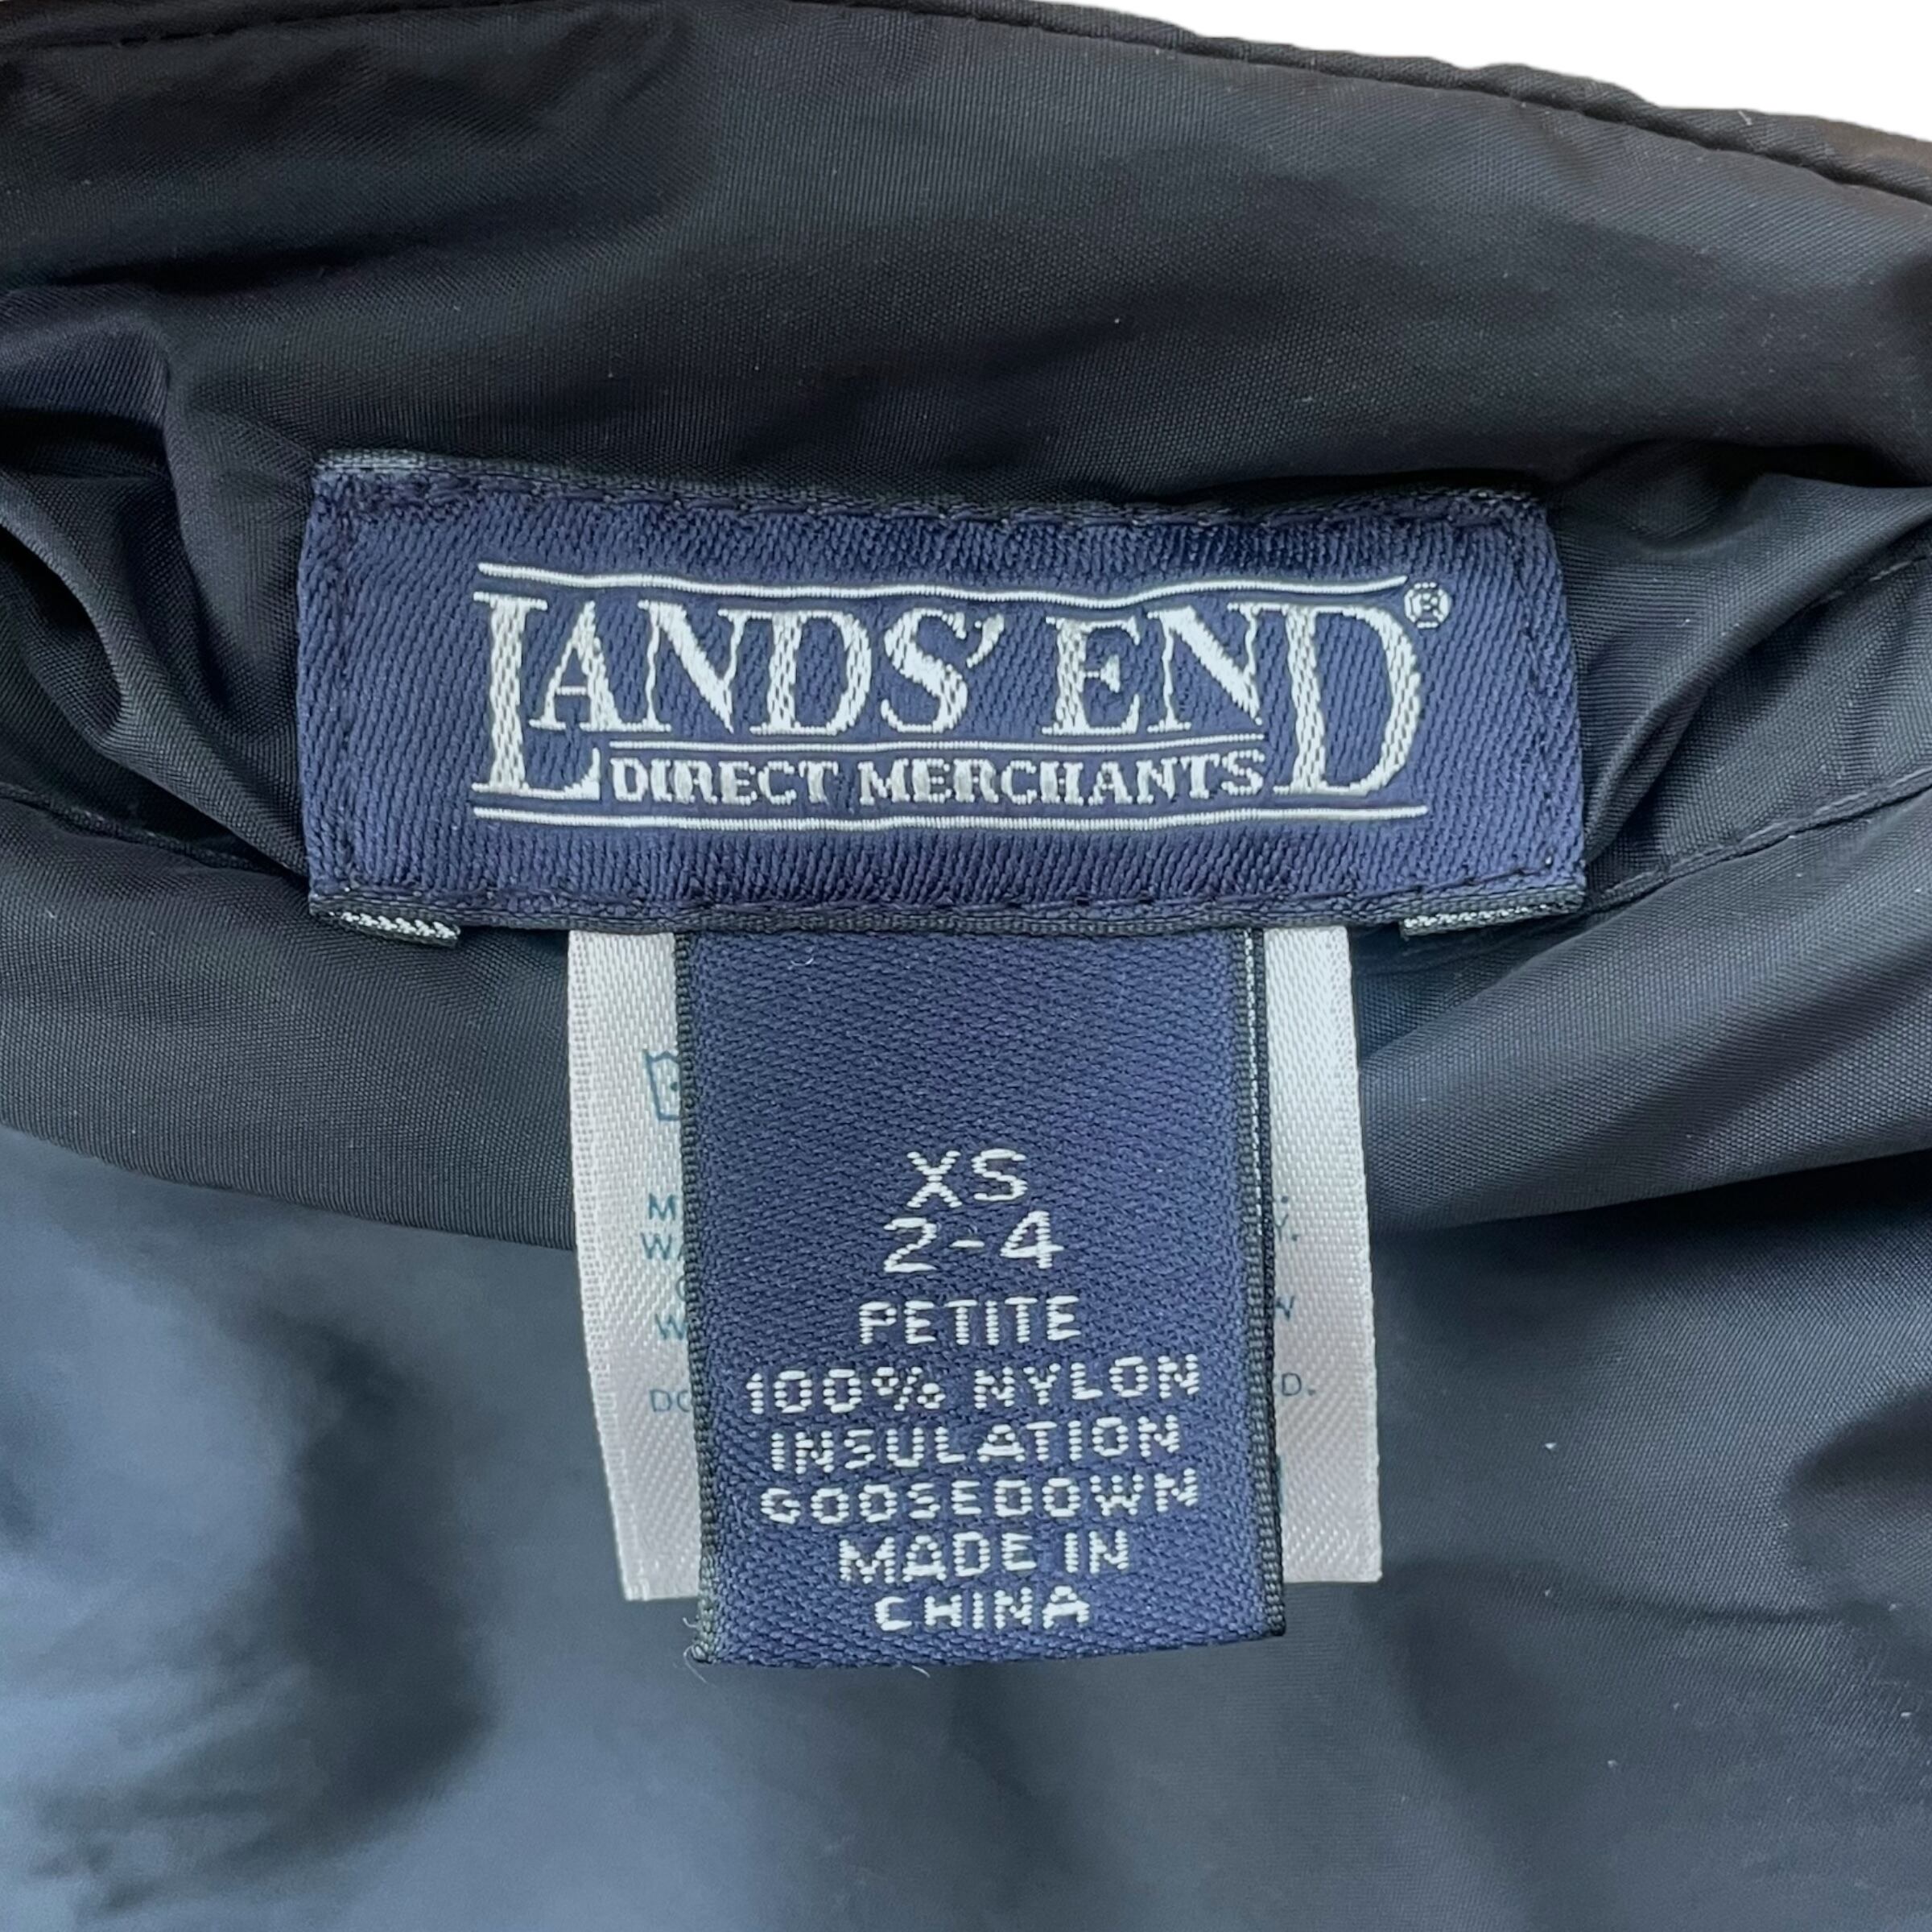 LANDS' END®
DIRECT MERCHANTS
XS
2-4
PETITE
100% NYLON
INSULATION
GOOSEDOWN
MADE IN
CHINA